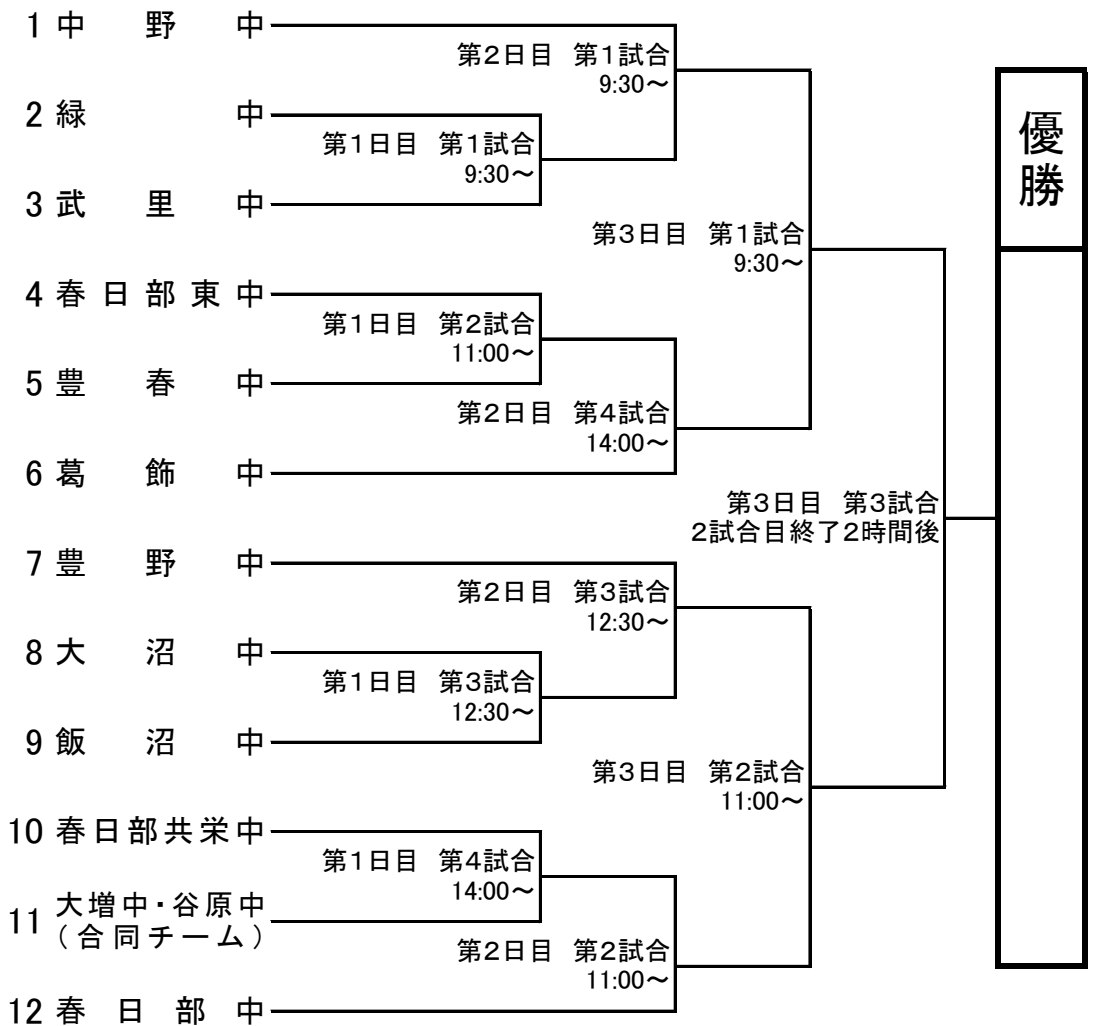 1 中野中
第2日目 第1試合
9:30～
2 緑中
第1日目 第1試合
9:30～
3 武里中
第3日目 第1試合
9:30～
4 春日部東中
第1日目 第2試合
11:00～
5 豊春中
第2日目 第4試合
14:00～
6 葛飾中
第3日目 第3試合
2試合目終了2時間後
7 豊野中
第2日目 第3試合
12:30～
8 大沼中
第1日目 第3試合
12:30～
9 飯沼中
第3日目 第2試合
11:00～
10 春日部共栄中
第1日目 第4試合
14:00～
11 大増中・谷原中
（合同チーム）
第2日目 第2試合
11:00～
12 春日部中
優勝